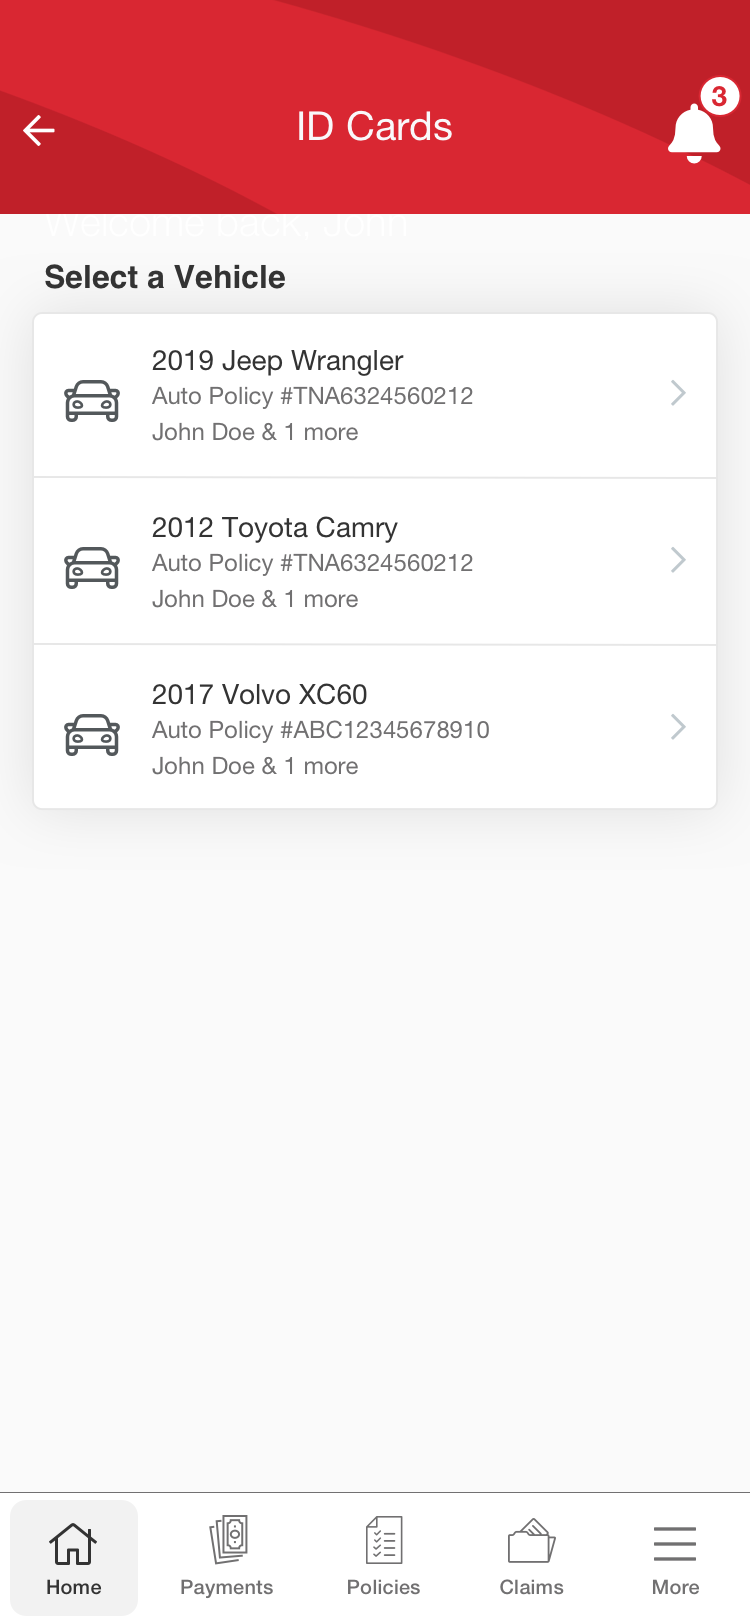 3
ID Cards
Welcome back, John
Select a Vehicle
2019 Jeep Wrangler
Auto Policy #TNA6324560212
John Doe & 1 more
2012 Toyota Camry
Auto Policy #TNA6324560212
John Doe & 1 more
2017 Volvo XC60
Auto Policy #ABC12345678910
John Doe & 1 more
Home
Payments
Policies
Claims
More